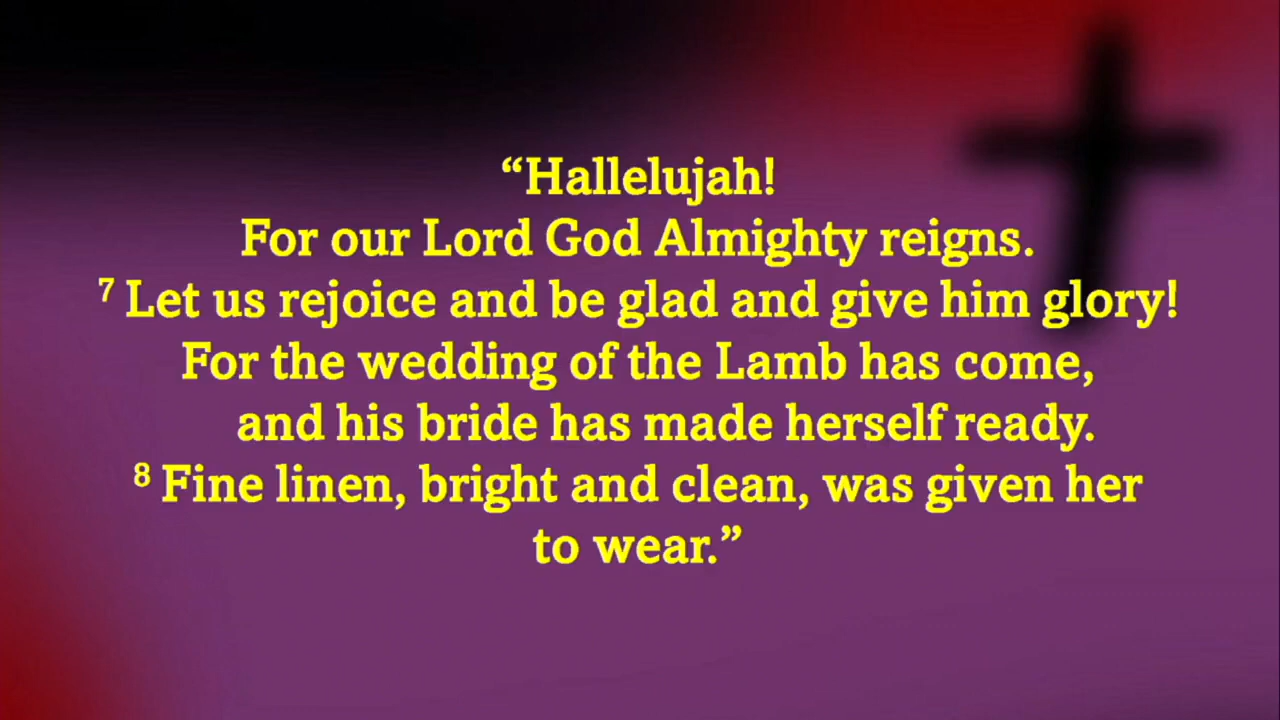 “Hallelujah!
For our Lord God Almighty reigns.
⁷ Let us rejoice and be glad and give him glory!
For the wedding of the Lamb has come,
and his bride has made herself ready.
⁸ Fine linen, bright and clean, was given her
to wear.”